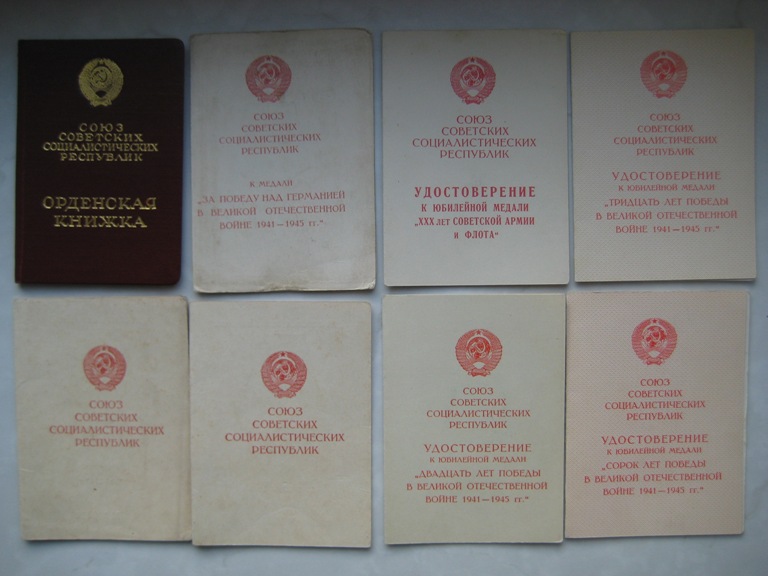 СОЮЗ
СОВЕТСКИХ
СОЦИАЛИСТИЧЕСКИХ
РЕСПУБЛИК
ОРДЕНСКАЯ
КНИЖКА
СОЮЗ
СОВЕТСКИХ
СОЦИАЛИСТИЧЕСКИХ
РЕСПУБЛИК
К МЕДАЛИ
„ЗА ПОБЕДУ НАД ГЕРМАНИЕЙ
В ВЕЛИКОЙ ОТЕЧЕСТВЕННОЙ
ВОЙНЕ 1941—1945 гг.“
СОЮЗ
СОВЕТСКИХ
СОЦИАЛИСТИЧЕСКИХ
РЕСПУБЛИК
УДОСТОВЕРЕНИЕ
К ЮБИЛЕЙНОЙ МЕДАЛИ
„XXX ЛЕТ СОВЕТСКОЙ АРМИИ
И ФЛОТА“
СОЮЗ
СОВЕТСКИХ
СОЦИАЛИСТИЧЕСКИХ
РЕСПУБЛИК
УДОСТОВЕРЕНИЕ
К ЮБИЛЕЙНОЙ МЕДАЛИ
„ТРИДЦАТЬ ЛЕТ ПОБЕДЫ
В ВЕЛИКОЙ ОТЕЧЕСТВЕННОЙ
ВОЙНЕ 1941—1945 гг.“
СОЮЗ
СОВЕТСКИХ
СОЦИАЛИСТИЧЕСКИХ
РЕСПУБЛИК
СОЮЗ
СОВЕТСКИХ
СОЦИАЛИСТИЧЕСКИХ
РЕСПУБЛИК
СОЮЗ
СОВЕТСКИХ
СОЦИАЛИСТИЧЕСКИХ
РЕСПУБЛИК
УДОСТОВЕРЕНИЕ
К ЮБИЛЕЙНОЙ МЕДАЛИ
„ДВАДЦАТЬ ЛЕТ ПОБЕДЫ
В ВЕЛИКОЙ ОТЕЧЕСТВЕННОЙ
ВОЙНЕ 1941—1945 гг.“
СОЮЗ
СОВЕТСКИХ
СОЦИАЛИСТИЧЕСКИХ
РЕСПУБЛИК
УДОСТОВЕРЕНИЕ
К ЮБИЛЕЙНОЙ МЕДАЛИ
„СОРОК ЛЕТ ПОБЕДЫ
В ВЕЛИКОЙ ОТЕЧЕСТВЕННОЙ
ВОЙНЕ 1941—1945 гг.“